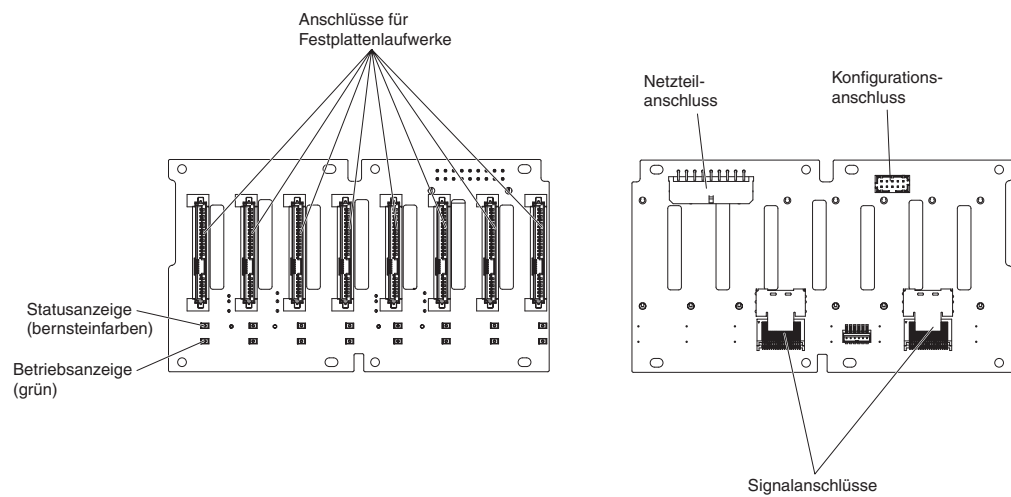 Anschlüsse für
Festplattenlaufwerke
Netzteil-
anschluss
Konfigurations-
anschluss
Statusanzeige
(bernsteinfarben)
Betriebsanzeige
(grün)
Signalanschlüsse